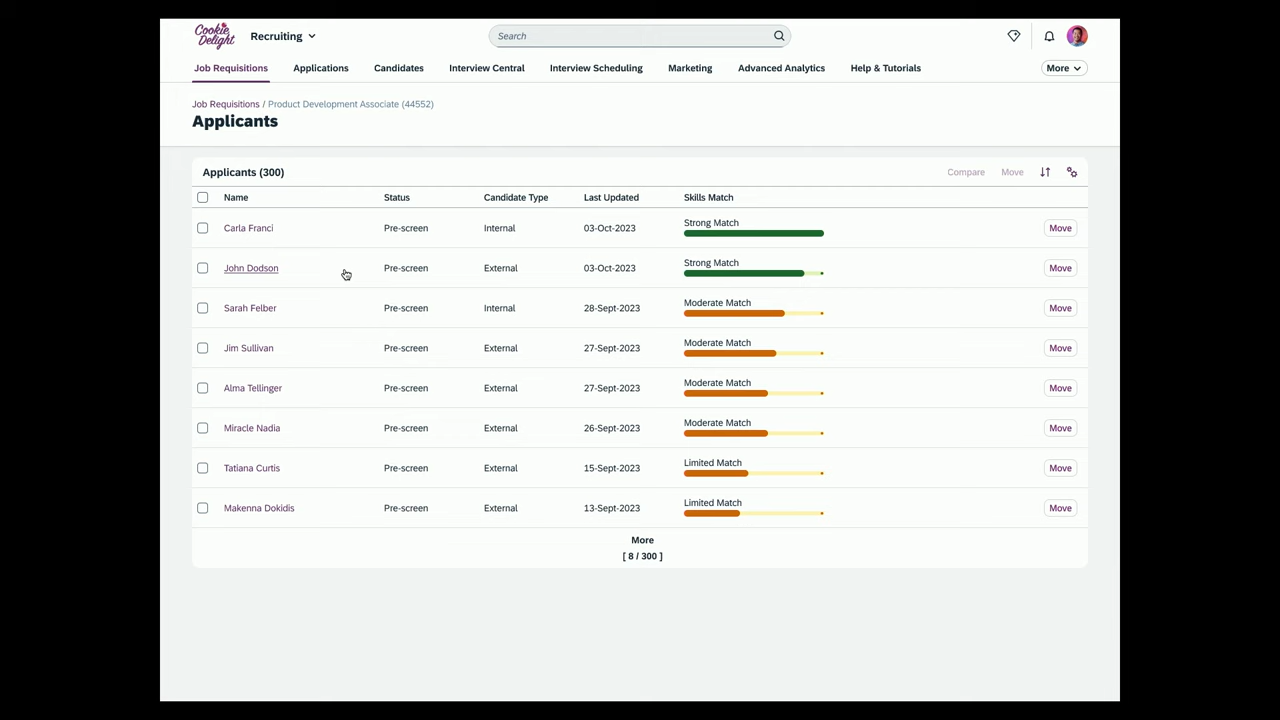 Cookie
Delight
Recruiting
Search
Job Requisitions Applications Candidates Interview Central Interview Scheduling Marketing Advanced Analytics Help & Tutorials More
Job Requisitions / Product Development Associate (44552)
Applicants
Applicants (300) Compare Move
Name Status Candidate Type Last Updated Skills Match
Carla Franci Pre-screen Internal 03-Oct-2023 Strong Match Move
John Dodson Pre-screen External 03-Oct-2023 Strong Match Move
Sarah Felber Pre-screen Internal 28-Sept-2023 Moderate Match Move
Jim Sullivan Pre-screen External 27-Sept-2023 Moderate Match Move
Alma Tellinger Pre-screen External 27-Sept-2023 Moderate Match Move
Miracle Nadia Pre-screen External 26-Sept-2023 Moderate Match Move
Tatiana Curtis Pre-screen External 15-Sept-2023 Limited Match Move
Makenna Dokidis Pre-screen External 13-Sept-2023 Limited Match Move
More
[ 8 / 300 ]